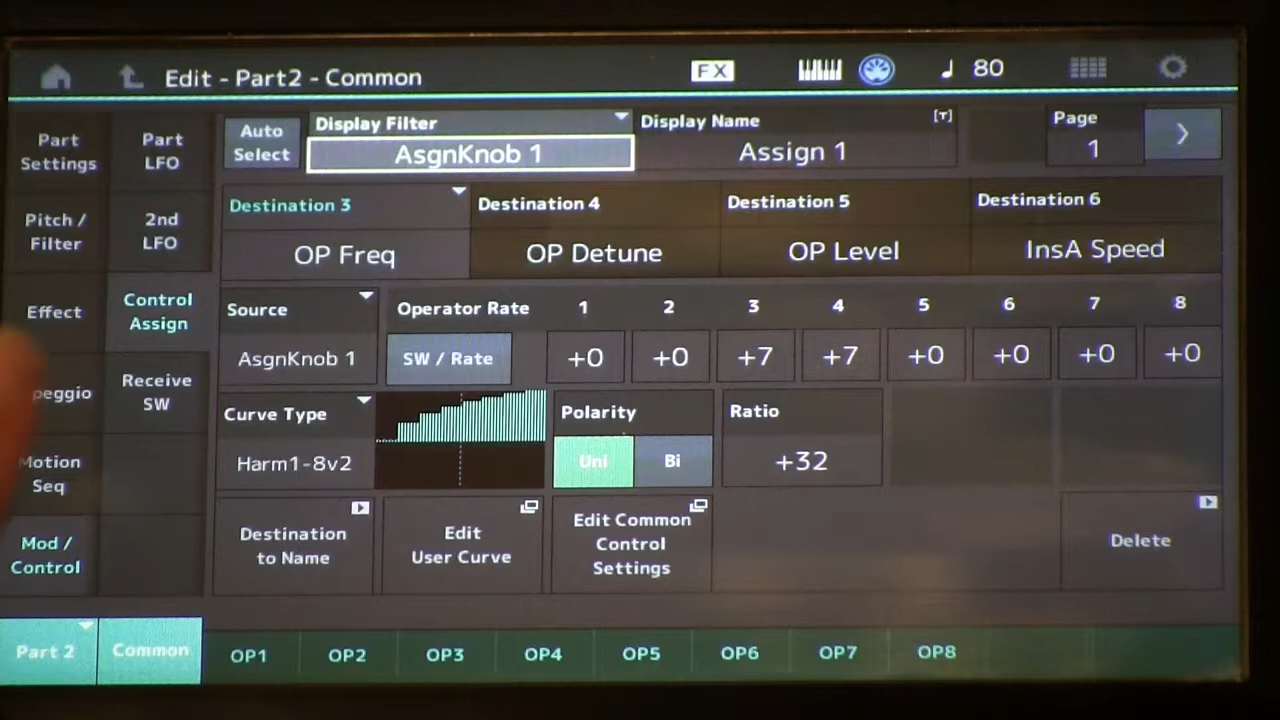 Edit - Part2 - Common
FX
♩ 80
Auto
Select
Display Filter
AsgnKnob 1
Display Name
[T]
Assign 1
Page
1
>
Part
Settings
Pitch /
Filter
Effect
peggio
Motion
Seq
Mod /
Control
Part
LFO
2nd
LFO
Control
Assign
Receive
SW
Destination 3
OP Freq
Destination 4
OP Detune
Destination 5
OP Level
Destination 6
InsA Speed
Source
AsgnKnob 1
Operator Rate 1 2 3 4 5 6 7 8
SW / Rate +0 +0 +7 +7 +0 +0 +0 +0
Curve Type
Harm1-8v2
Polarity
Uni Bi
Ratio
+32
Destination
to Name
Edit
User Curve
Edit Common
Control
Settings
Delete
Part 2 Common OP1 OP2 OP3 OP4 OP5 OP6 OP7 OP8